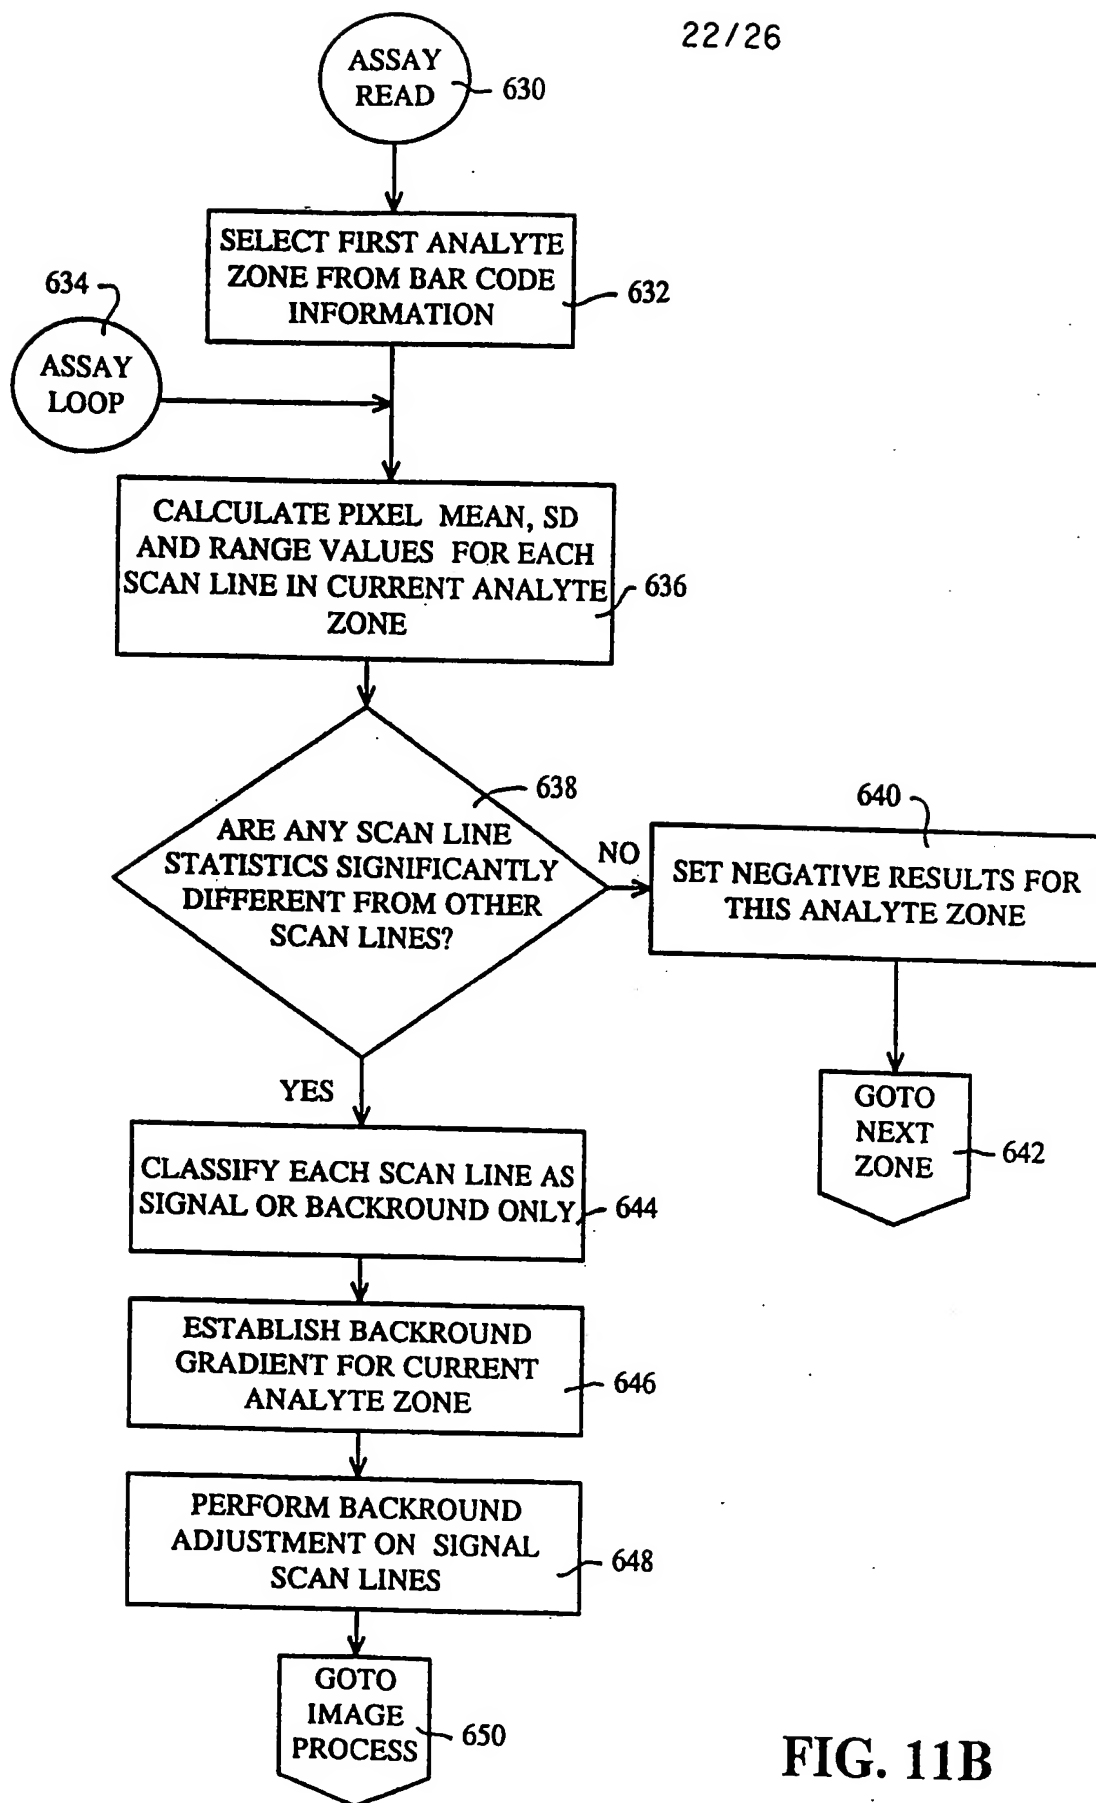 22/26
ASSAY
READ
630
SELECT FIRST ANALYTE
ZONE FROM BAR CODE
INFORMATION
632
634
ASSAY
LOOP
CALCULATE PIXEL MEAN, SD
AND RANGE VALUES FOR EACH
SCAN LINE IN CURRENT ANALYTE
ZONE
636
638
ARE ANY SCAN LINE
STATISTICS SIGNIFICANTLY
DIFFERENT FROM OTHER
SCAN LINES?
NO
640
SET NEGATIVE RESULTS FOR
THIS ANALYTE ZONE
GOTO
NEXT
ZONE
642
YES
CLASSIFY EACH SCAN LINE AS
SIGNAL OR BACKROUND ONLY
644
ESTABLISH BACKROUND
GRADIENT FOR CURRENT
ANALYTE ZONE
646
PERFORM BACKROUND
ADJUSTMENT ON SIGNAL
SCAN LINES
648
GOTO
IMAGE
PROCESS
650
FIG. 11B